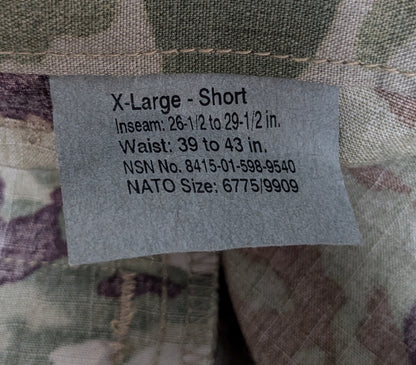 X-Large - Short
Inseam: 26-1/2 to 29-1/2 in.
Waist: 39 to 43 in.
NSN No. 8415-01-598-9540
NATO Size: 6775/9909